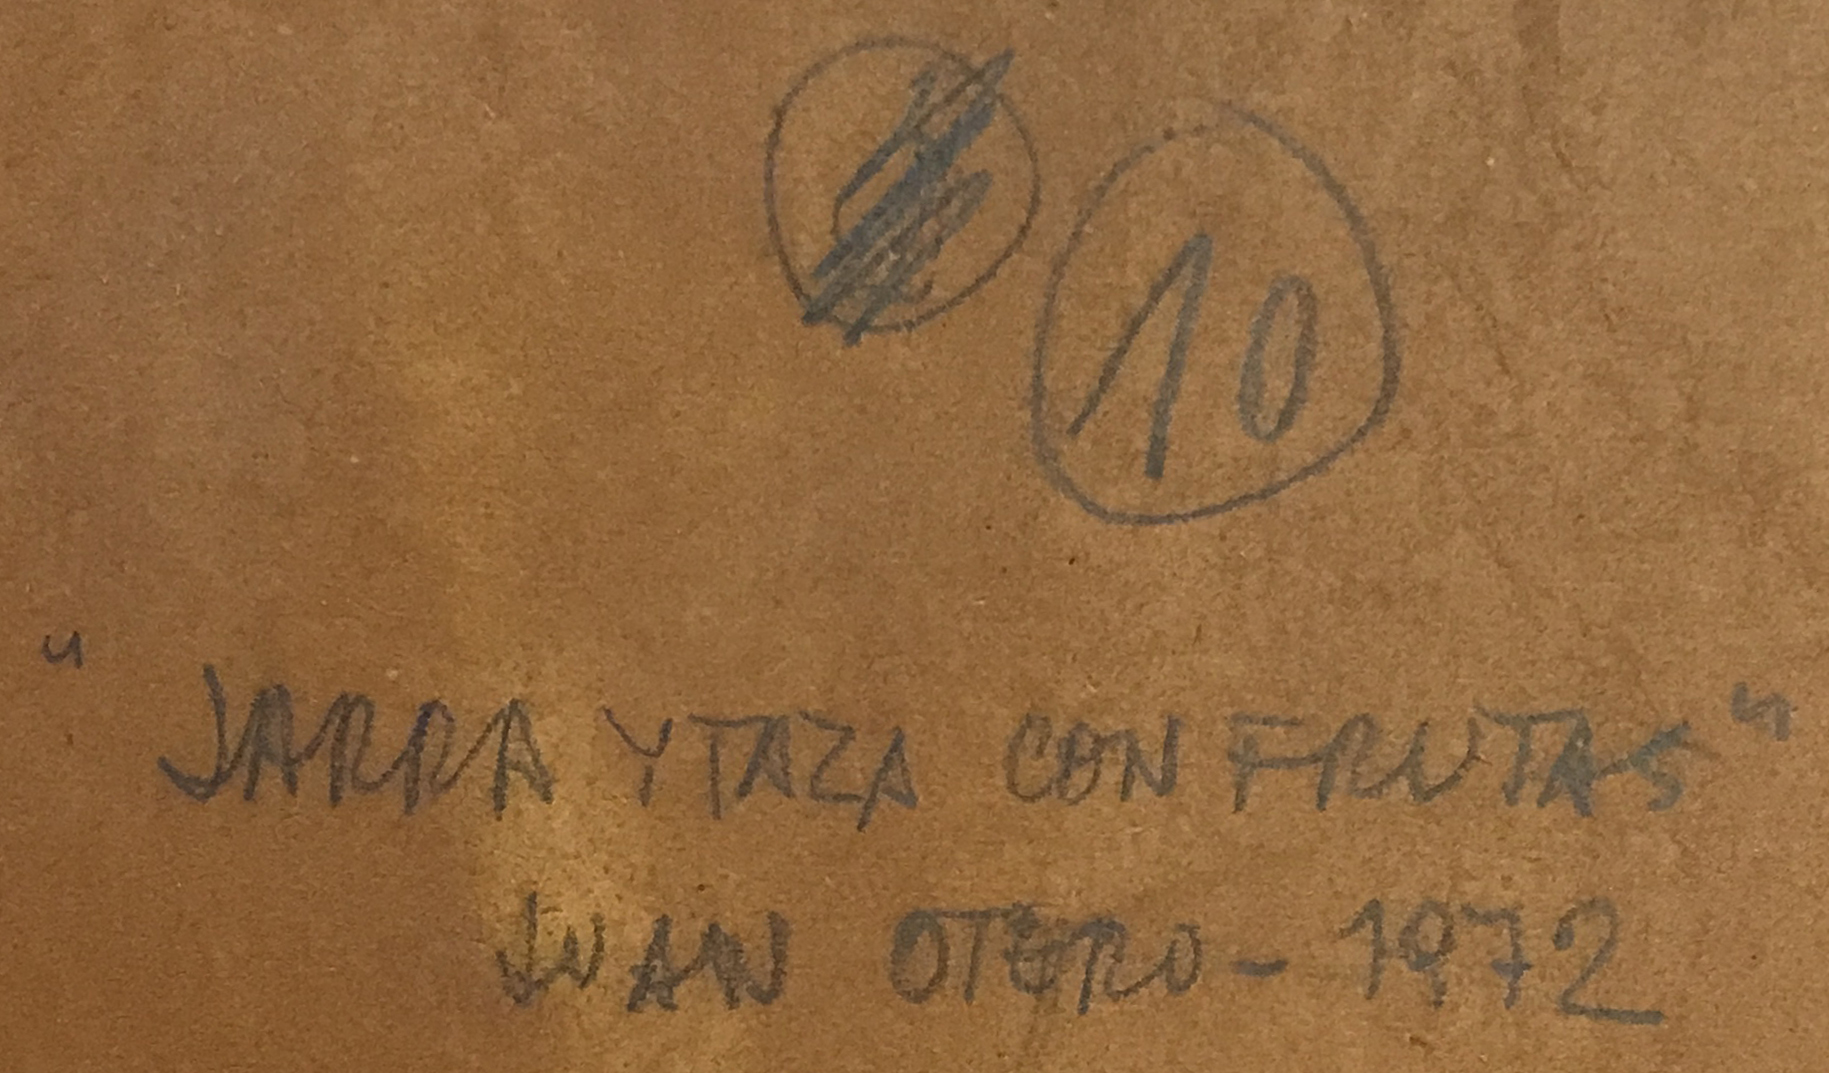 10
"JARRA Y TAZA CON FRUTAS"
JUAN OTERO - 1972